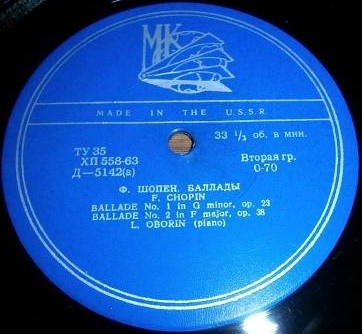 МК
MADE IN THE U.S.S.R.
ТУ 35
ХП 558-63
Д—5142(а)
33 1/3 об. в мин.
Вторая гр.
0-70
Ф. ШОПЕН. БАЛЛАДЫ
F. CHOPIN
BALLADE No. 1 in G minor, op. 23
BALLADE No. 2 in F major, op. 38
L. OBORIN (piano)